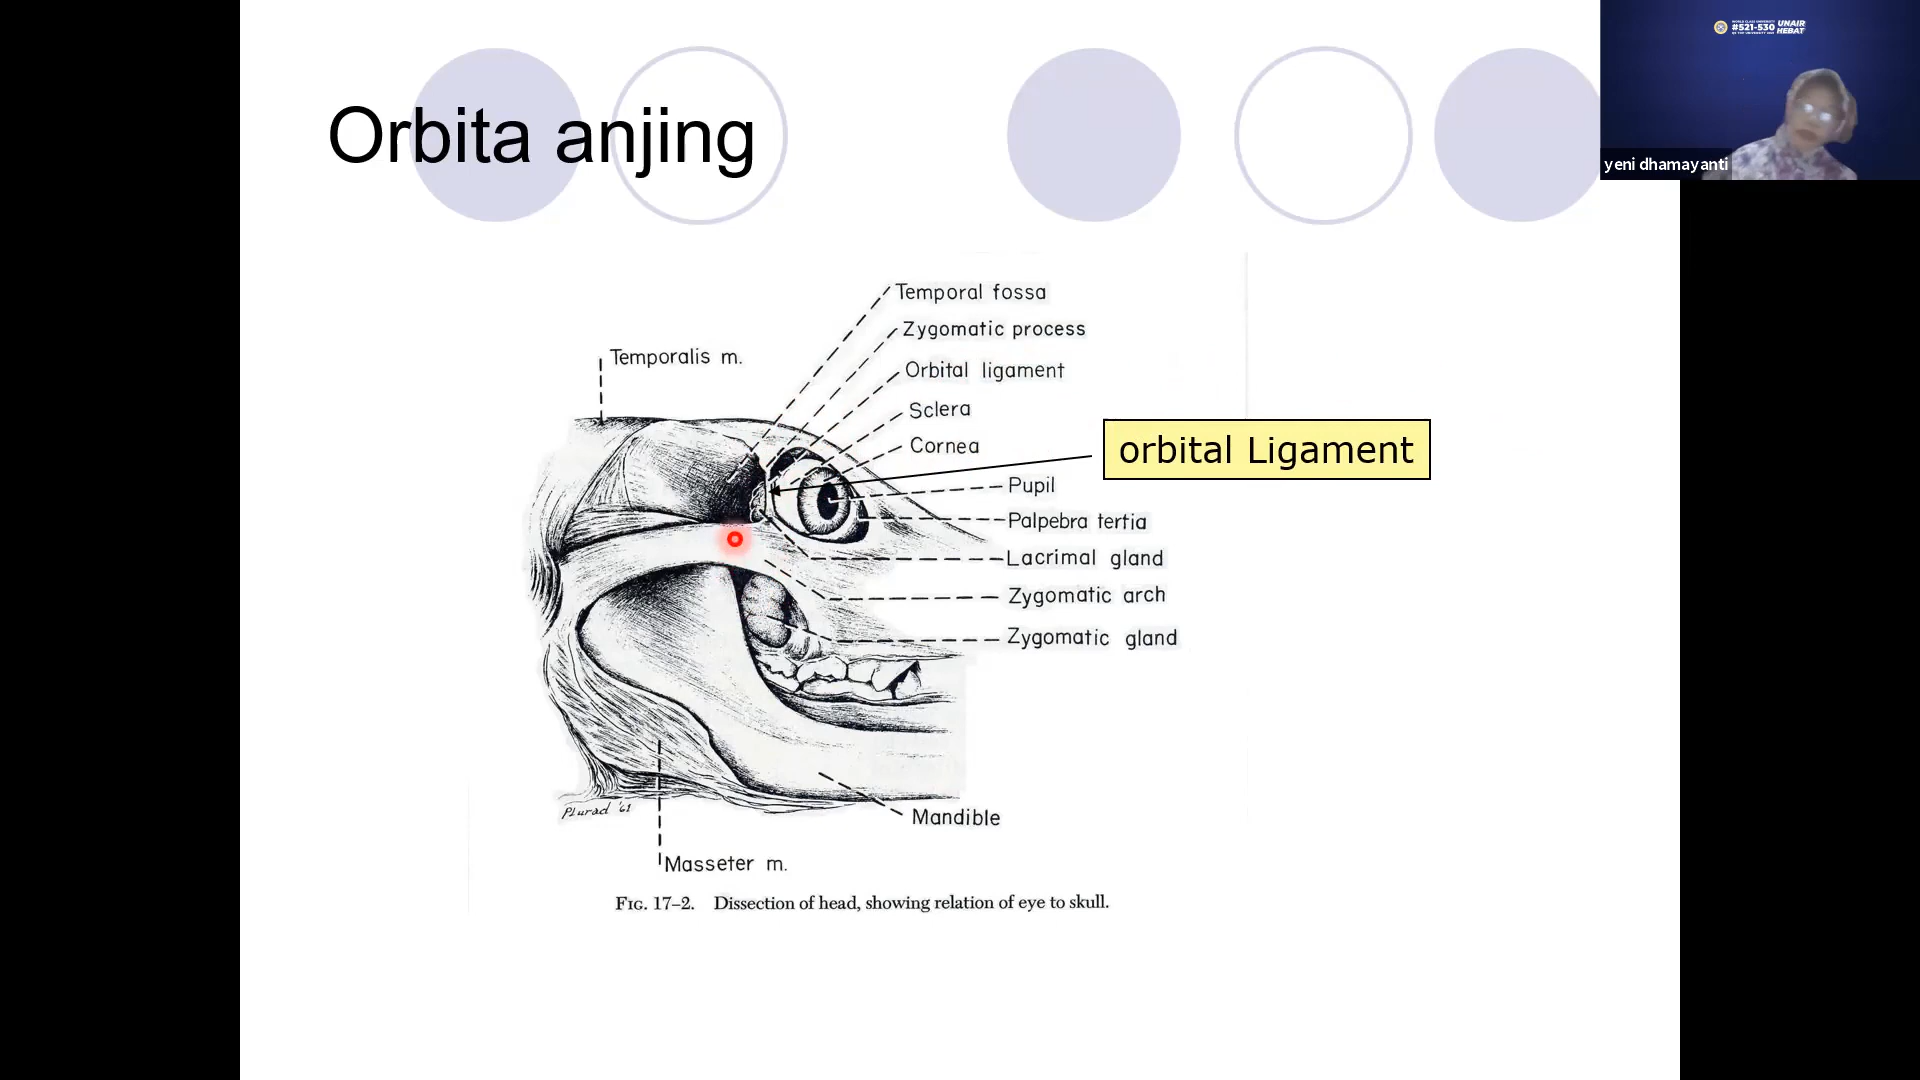 Orbita anjing
#521-530
UNAIR
HEBAT
yeni dhamayanti
Temporal fossa
Zygomatic process
Temporalis m.
Orbital ligament
Sclera
Cornea
orbital Ligament
Pupil
Palpebra tertia
Lacrimal gland
Zygomatic arch
Zygomatic gland
Plurad '61
Mandible
Masseter m.
FIG. 17–2. Dissection of head, showing relation of eye to skull.